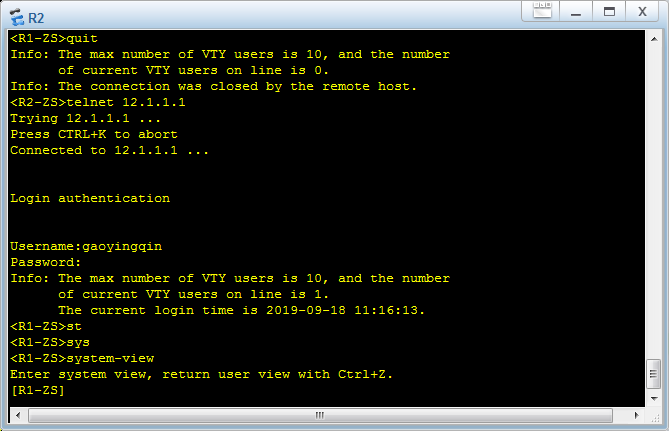 R2
<R1-ZS>quit
Info: The max number of VTY users is 10, and the number
      of current VTY users on line is 0.
Info: The connection was closed by the remote host.
<R2-ZS>telnet 12.1.1.1
Trying 12.1.1.1 ...
Press CTRL+K to abort
Connected to 12.1.1.1 ...
Login authentication
Username:gaoyingqin
Password:
Info: The max number of VTY users is 10, and the number
      of current VTY users on line is 1.
      The current login time is 2019-09-18 11:16:13.
<R1-ZS>st
<R1-ZS>sys
<R1-ZS>system-view
Enter system view, return user view with Ctrl+Z.
[R1-ZS]